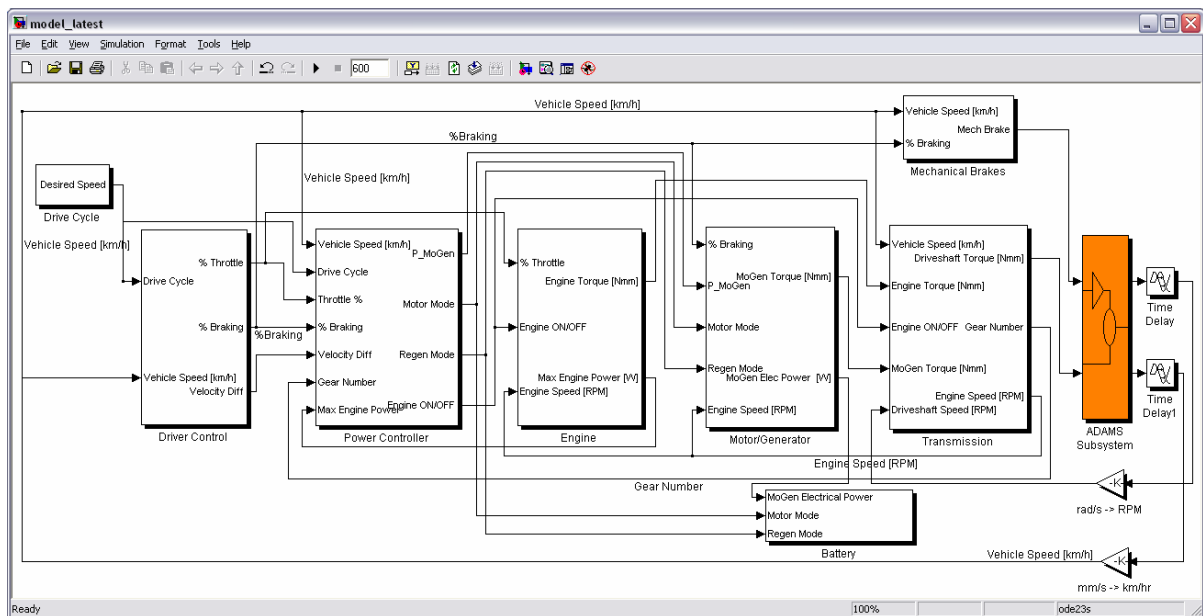 model_latest
File Edit View Simulation Format Tools Help
600
Vehicle Speed [km/h]
%Braking
Vehicle Speed [km/h]
Vehicle Speed [km/h]
Mech Brake
% Braking
Mechanical Brakes
Desired Speed
Drive Cycle
Vehicle Speed [km/h]
% Throttle
Drive Cycle
% Braking
%Braking
Vehicle Speed [km/h]
Velocity Diff
Driver Control
Vehicle Speed [km/h]
P_MoGen
Drive Cycle
Throttle %
Motor Mode
% Braking
Velocity Diff
Regen Mode
Gear Number
Engine ON/OFF
Max Engine Power
Power Controller
% Throttle
Engine Torque [Nmm]
Engine ON/OFF
Max Engine Power [W]
Engine Speed [RPM]
Engine
% Braking
MoGen Torque [Nmm]
P_MoGen
Motor Mode
Regen Mode
MoGen Elec Power [W]
Engine Speed [RPM]
Motor/Generator
Vehicle Speed [km/h]
Driveshaft Torque [Nmm]
Engine Torque [Nmm]
Engine ON/OFF
Gear Number
MoGen Torque [Nmm]
Engine Speed [RPM]
Driveshaft Speed [RPM]
Transmission
ADAMS
Subsystem
Time
Delay
Time
Delay1
Engine Speed [RPM]
Gear Number
MoGen Electrical Power
Motor Mode
Regen Mode
Battery
-K-
rad/s -> RPM
Vehicle Speed [km/h]
-K-
mm/s -> km/hr
Ready
100%
ode23s